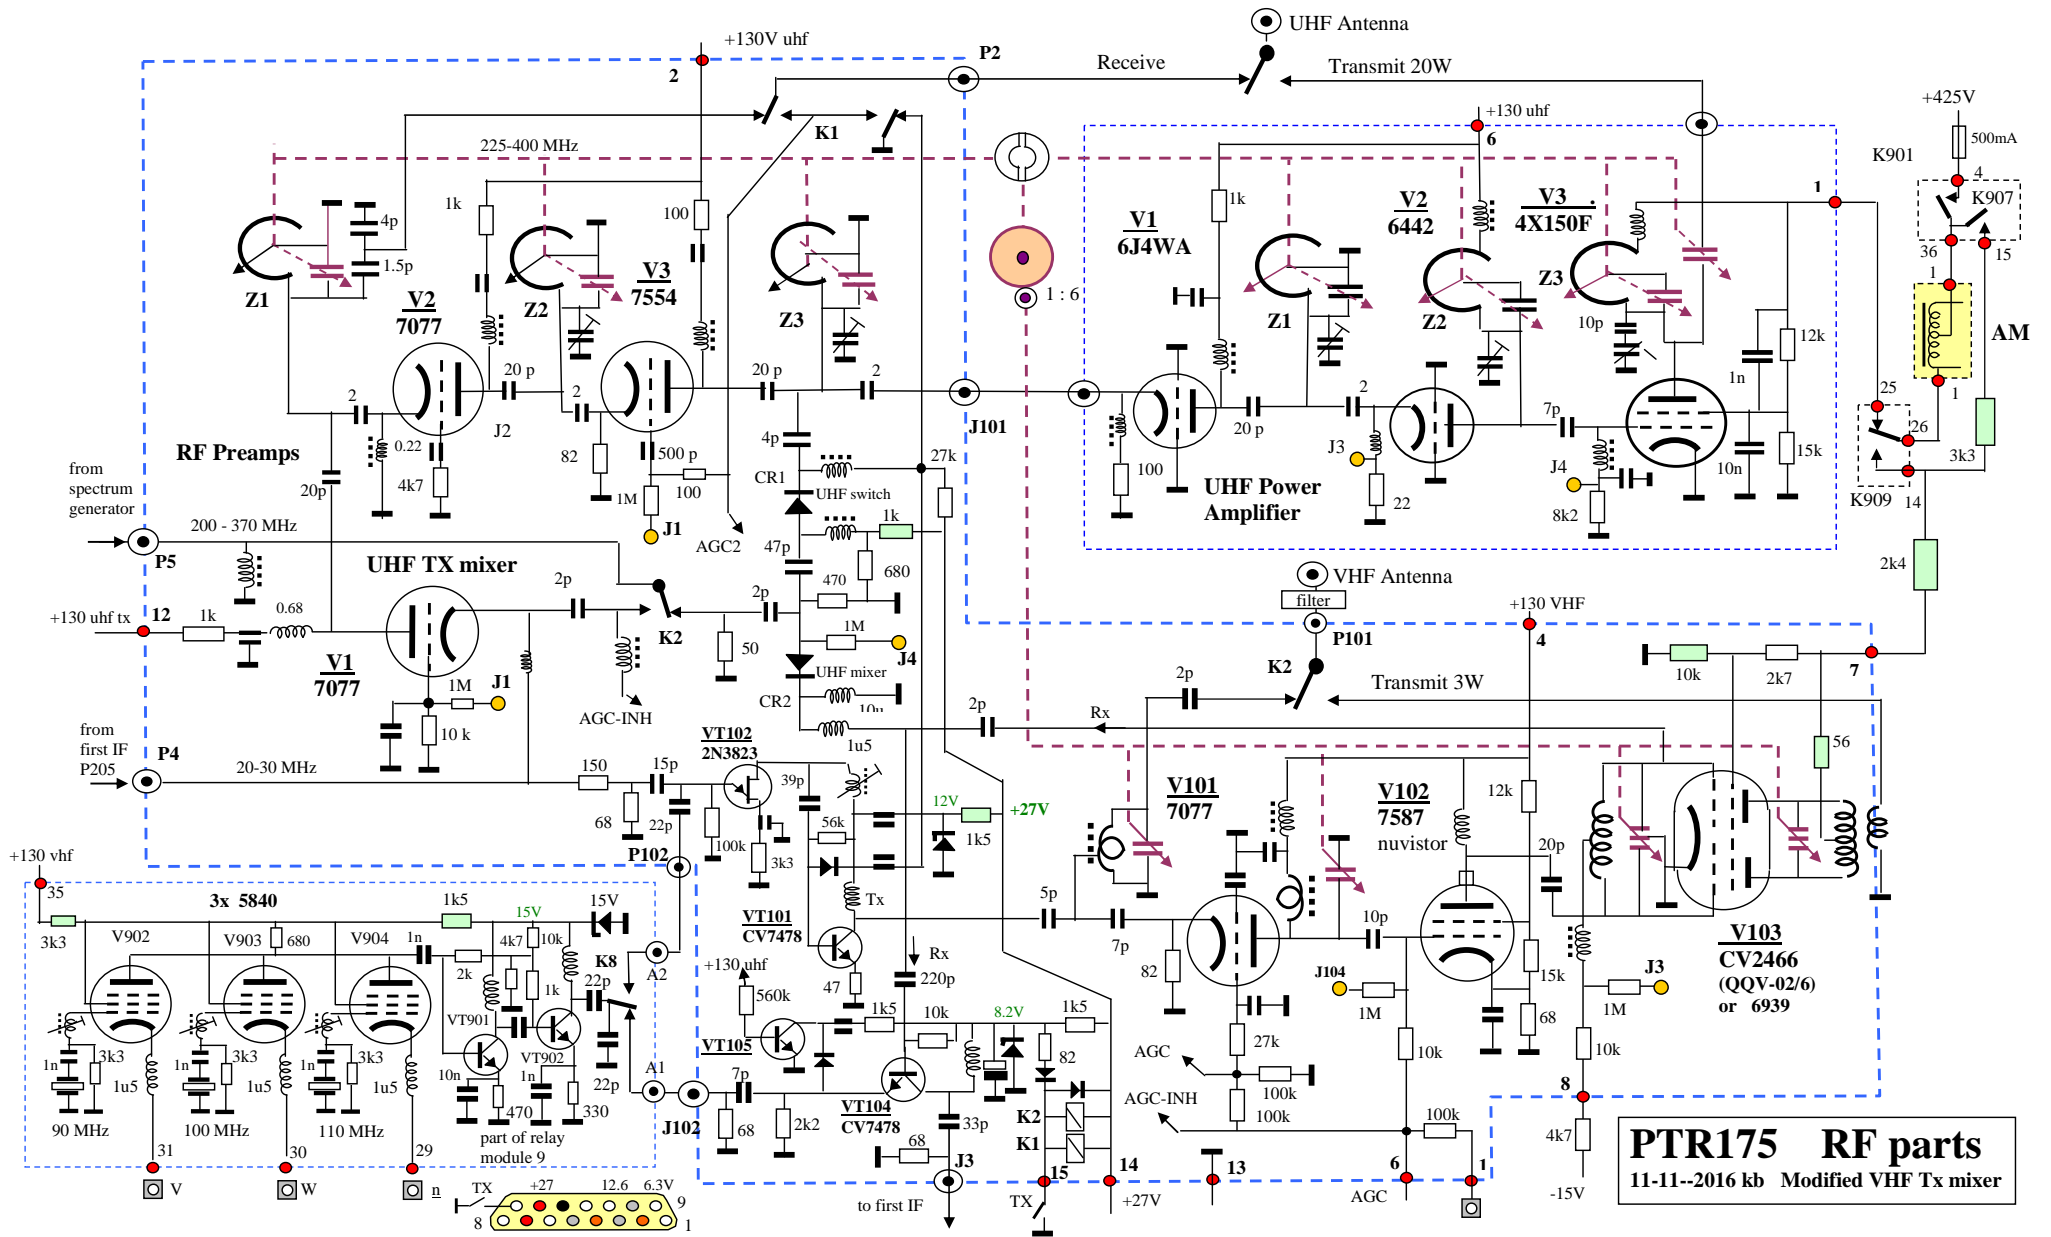 UHF Antenna
+130V uhf
2
P2
Receive
Transmit 20W
K1
+130 uhf
6
+425V
500mA
K901
4
K907
36
15
1
1
AM
225-400 MHz
1k
100
4p
1.5p
Z1
V2
7077
Z2
V3
7554
Z3
1 : 6
V1
6J4WA
1k
V2
6442
V3
4X150F
1
Z1
Z2
Z3
10p
12k
1n
2
20 p
2
20 p
2
J2
J101
20 p
2
7p
25
26
3k3
14
K909
RF Preamps
0.22
4k7
82
500 p
1M
100
J1
AGC2
4p
CR1
UHF switch
27k
1k
680
47p
470
100
UHF Power
Amplifier
J3
22
J4
8k2
10n
15k
2k4
from
spectrum
generator
20p
200 - 370 MHz
P5
UHF TX mixer
+130 uhf tx
12
1k
0.68
V1
7077
2p
K2
2p
50
1M
J4
UHF mixer
CR2
10u
1u5
1M
J1
10 k
AGC-INH
VHF Antenna
filter
P101
K2
+130 VHF
4
10k
2k7
7
Transmit 3W
2p
2p
Rx
56
from
first IF
P205
P4
20-30 MHz
150
15p
68
22p
VT102
2N3823
100k
3k3
39p
56k
12V
1k5
+27V
P102
Tx
VT101
CV7478
47
V101
7077
V102
7587
nuvistor
12k
20p
5p
7p
10p
82
27k
100k
100k
J104
1M
10k
15k
68
V103
CV2466
(QQV-02/6)
or 6939
J3
1M
10k
8
4k7
-15V
+130 vhf
35
3x 5840
3k3
1k5
15V
15V
V902
V903
680
V904
1n
2k
4k7
10k
1k
22p
K8
A2
VT901
VT902
1n
3k3
1u5
1n
3k3
1u5
1n
3k3
1u5
10n
470
1n
330
22p
A1
90 MHz
100 MHz
110 MHz
part of relay
module 9
31
30
29
V
W
n
TX
+27
12.6
6.3V
9
8
1
+130 uhf
560k
VT105
Rx
220p
1k5
10k
8.2V
1k5
82
7p
68
2k2
VT104
CV7478
33p
68
J102
J3
to first IF
K2
K1
15
14
TX
+27V
13
AGC
AGC-INH
100k
6
1
AGC
PTR175 RF parts
11-11--2016 kb Modified VHF Tx mixer